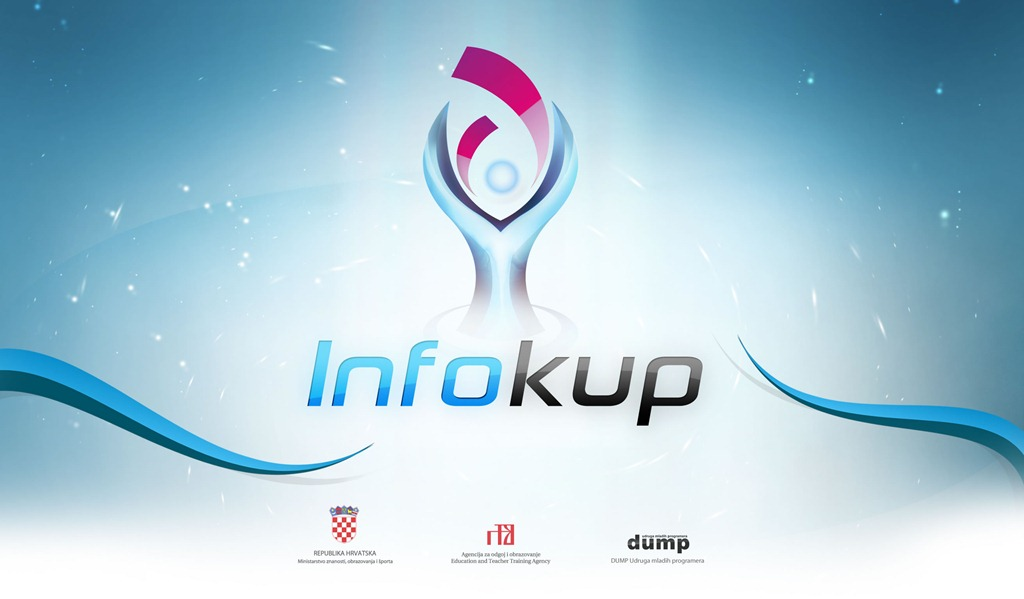 Infokup
REPUBLIKA HRVATSKA
Ministarstvo znanosti, obrazovanja i športa
Agencija za odgoj i obrazovanje
Education and Teacher Training Agency
udruga mladih programera
dump
DUMP Udruga mladih programera